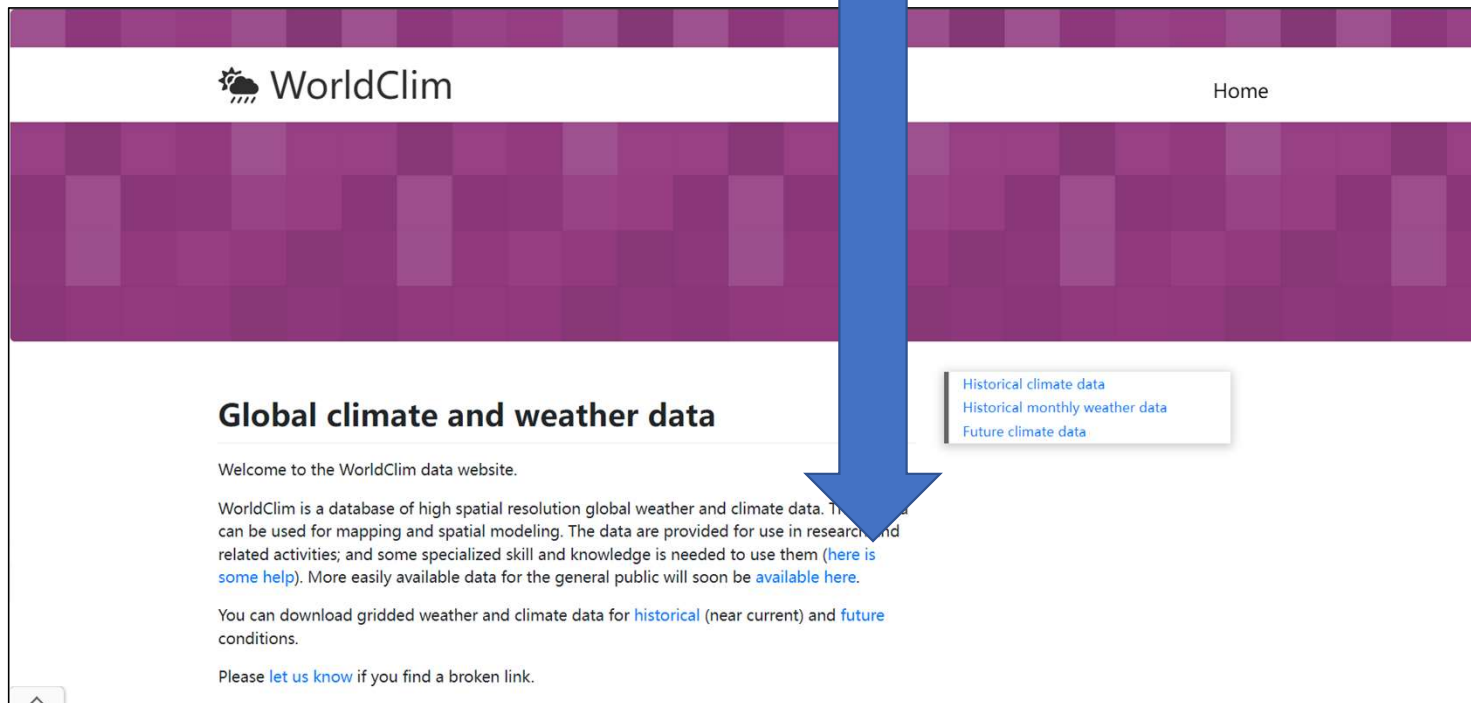 WorldClim
Home
Global climate and weather data
Historical climate data
Historical monthly weather data
Future climate data
Welcome to the WorldClim data website.
WorldClim is a database of high spatial resolution global weather and climate data.
can be used for mapping and spatial modeling. The data are provided for use in research
related activities; and some specialized skill and knowledge is needed to use them (here is
some help). More easily available data for the general public will soon be available here.
You can download gridded weather and climate data for historical (near current) and future
conditions.
Please let us know if you find a broken link.